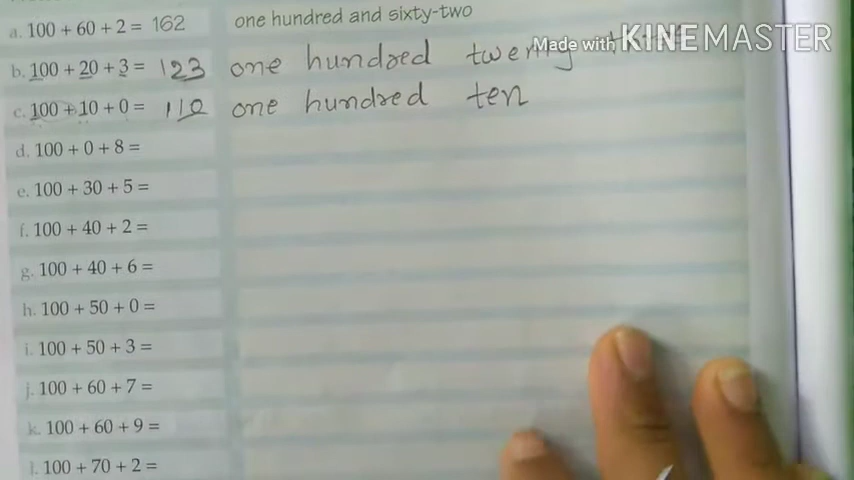 a. 100 + 60 + 2 = 162 one hundred and sixty-two
b. 100 + 20 + 3 = 123 one hundred twenty
Made with KINEMASTER
c. 100 + 10 + 0 = 110 one hundred ten
d. 100 + 0 + 8 =
e. 100 + 30 + 5 =
f. 100 + 40 + 2 =
g. 100 + 40 + 6 =
h. 100 + 50 + 0 =
i. 100 + 50 + 3 =
j. 100 + 60 + 7 =
k. 100 + 60 + 9 =
l. 100 + 70 + 2 =